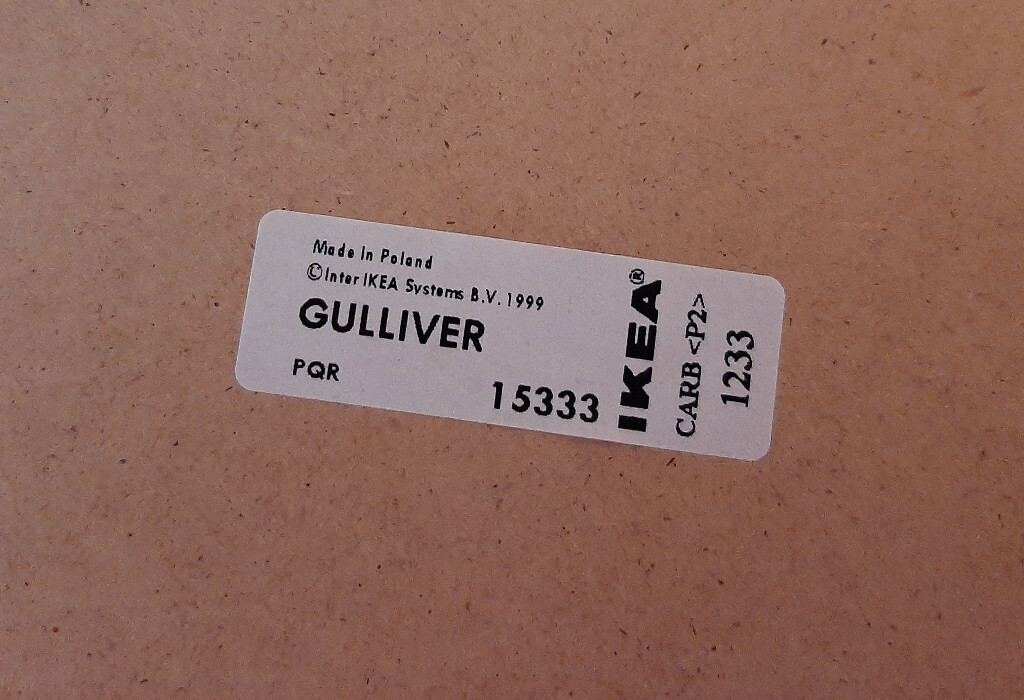 Made in Poland
©Inter IKEA Systems B.V. 1999
GULLIVER
PQR
15333
IKEA®
CARB <P2>
1233